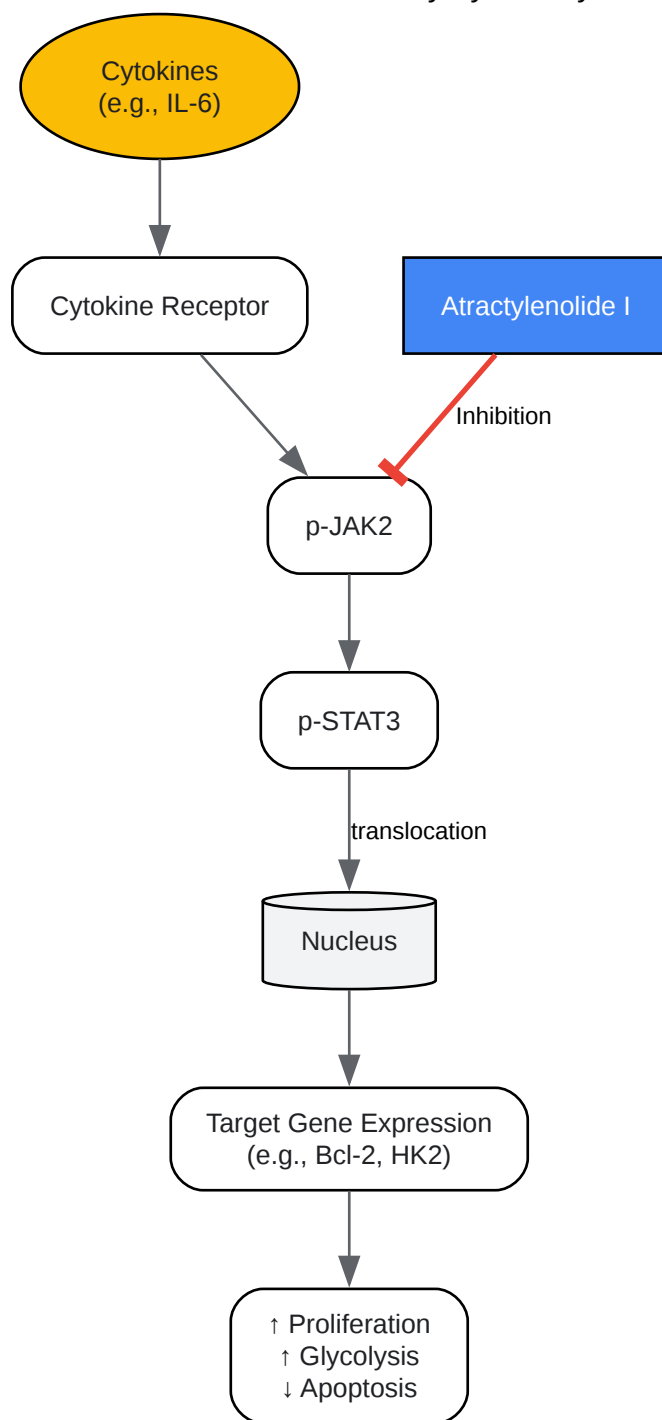 Cytokines
(e.g., IL-6)
Cytokine Receptor
Atractylenolide I
Inhibition
p-JAK2
p-STAT3
translocation
Nucleus
Target Gene Expression
(e.g., Bcl-2, HK2)
↑ Proliferation
↑ Glycolysis
↓ Apoptosis